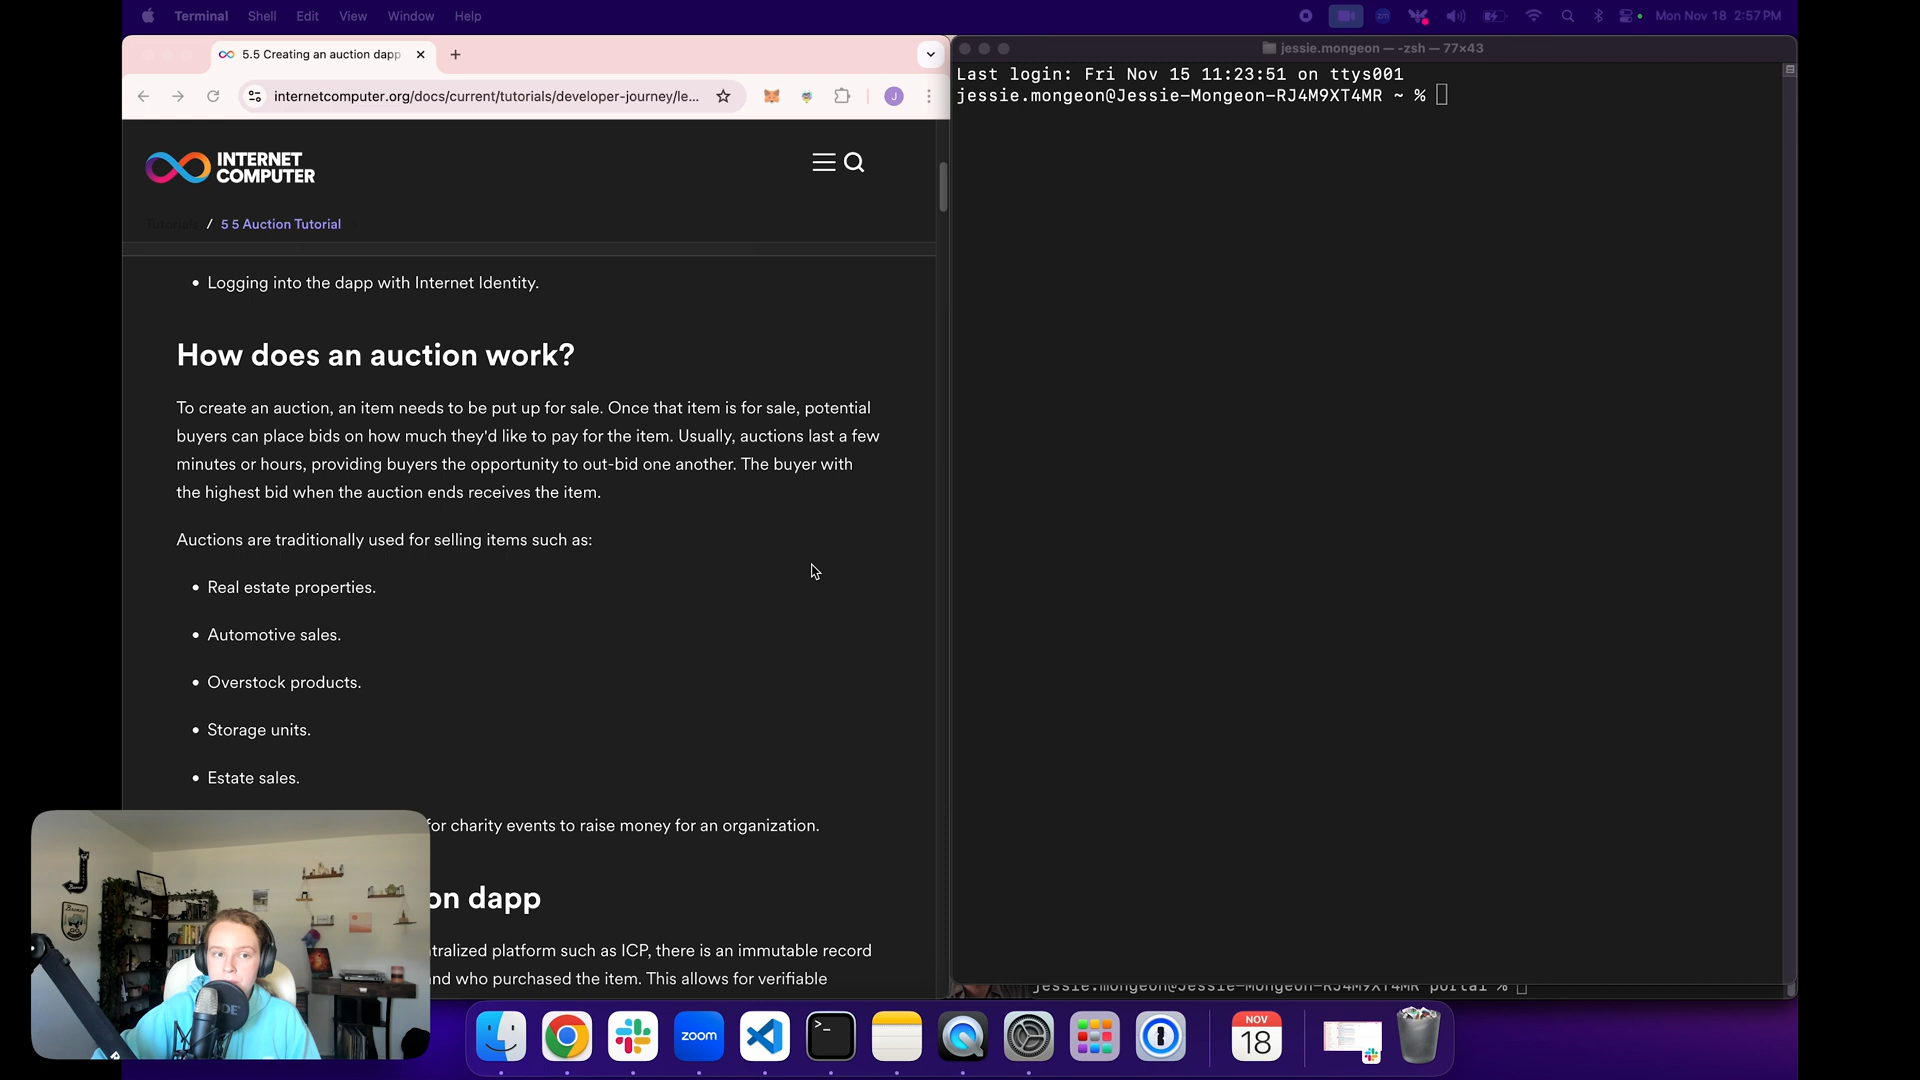 Terminal Shell Edit View Window Help
Mon Nov 18 2:57 PM
5.5 Creating an auction dapp
internetcomputer.org/docs/current/tutorials/developer-journey/le...
J
jessie.mongeon — -zsh — 77×43
Last login: Fri Nov 15 11:23:51 on ttys001
jessie.mongeon@Jessie-Mongeon-RJ4M9XT4MR ~ %
INTERNET
COMPUTER
Tutorials / 5 5 Auction Tutorial
• Logging into the dapp with Internet Identity.
How does an auction work?
To create an auction, an item needs to be put up for sale. Once that item is for sale, potential
buyers can place bids on how much they'd like to pay for the item. Usually, auctions last a few
minutes or hours, providing buyers the opportunity to out-bid one another. The buyer with
the highest bid when the auction ends receives the item.
Auctions are traditionally used for selling items such as:
• Real estate properties.
• Automotive sales.
• Overstock products.
• Storage units.
• Estate sales.
for charity events to raise money for an organization.
on dapp
tralized platform such as ICP, there is an immutable record
nd who purchased the item. This allows for verifiable
jessie.mongeon@Jessie-Mongeon-RJ4M9XT4MR portal %
zoom
NOV
18